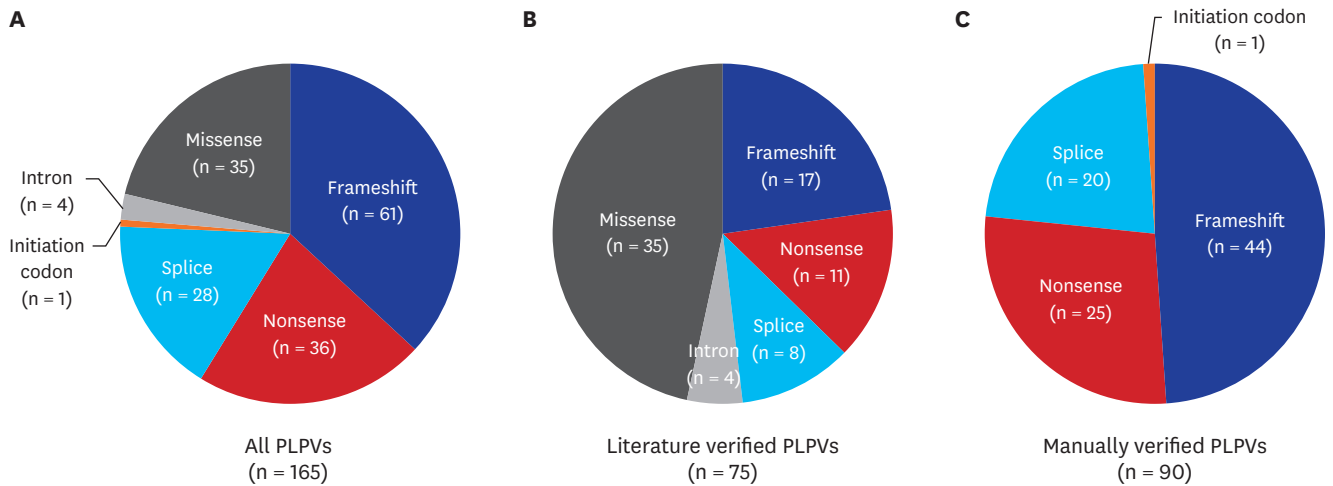 A
Missense
(n = 35)
Frameshift
(n = 61)
Intron
(n = 4)
Initiation
codon
(n = 1)
Splice
(n = 28)
Nonsense
(n = 36)
All PLPVs
(n = 165)
B
Frameshift
(n = 17)
Missense
(n = 35)
Nonsense
(n = 11)
Splice
(n = 8)
Intron
(n = 4)
Literature verified PLPVs
(n = 75)
C
Initiation codon
(n = 1)
Splice
(n = 20)
Frameshift
(n = 44)
Nonsense
(n = 25)
Manually verified PLPVs
(n = 90)